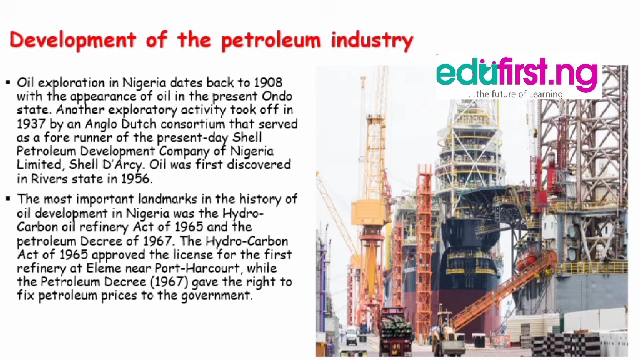 Development of the petroleum industry
edufirst.ng
... the future of learning
▪ Oil exploration in Nigeria dates back to 1908
with the appearance of oil in the present Ondo
state. Another exploratory activity took off in
1937 by an Anglo Dutch consortium that served
as a fore runner of the present-day Shell
Petroleum Development Company of Nigeria
Limited, Shell D’Arcy. Oil was first discovered
in Rivers state in 1956.
▪ The most important landmarks in the history of
oil development in Nigeria was the Hydro-
Carbon oil refinery Act of 1965 and the
petroleum Decree of 1967. The Hydro-Carbon
Act of 1965 approved the license for the first
refinery at Eleme near Port-Harcourt, while
the Petroleum Decree (1967) gave the right to
fix petroleum prices to the government.